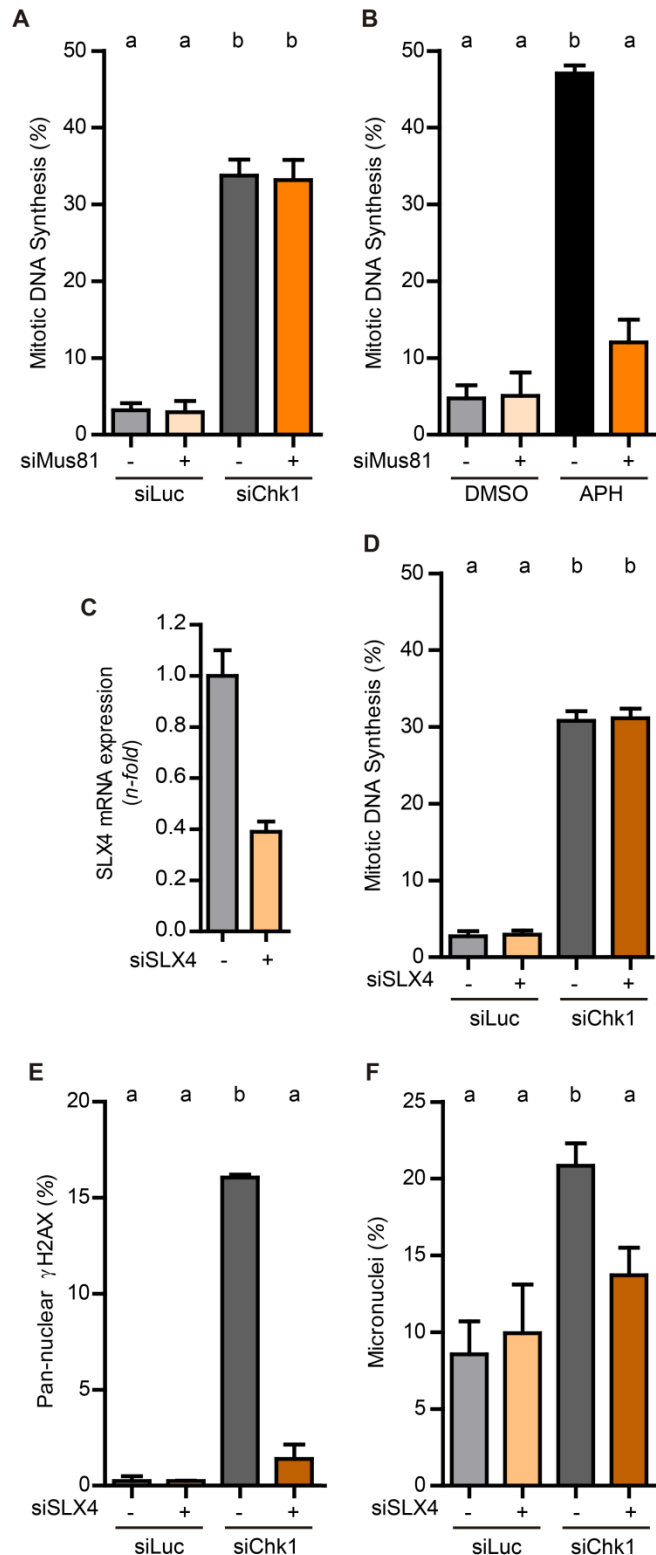 A
a a b b
50
40
30
20
10
0
Mitotic DNA Synthesis (%)
siMus81 - + - +
siLuc siChk1
B
a a b a
50
40
30
20
10
0
Mitotic DNA Synthesis (%)
siMus81 - + - +
DMSO APH
C
1.2
1.0
0.8
0.6
0.4
0.2
0.0
SLX4 mRNA expression
(n-fold)
siSLX4 - +
D
a a b b
50
40
30
20
10
0
Mitotic DNA Synthesis (%)
siSLX4 - + - +
siLuc siChk1
E
a a b a
20
15
10
5
0
Pan-nuclear γH2AX (%)
siSLX4 - + - +
siLuc siChk1
F
a a b a
25
20
15
10
5
0
Micronuclei (%)
siSLX4 - + - +
siLuc siChk1